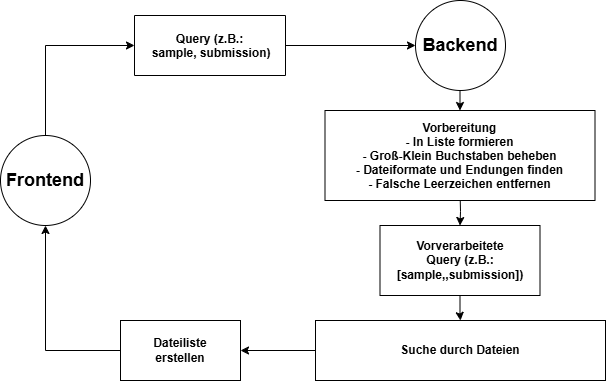 Query (z.B.:
sample, submission)
Backend
Vorbereitung
- In Liste formieren
- Groß-Klein Buchstaben beheben
- Dateiformate und Endungen finden
- Falsche Leerzeichen entfernen
Frontend
Vorverarbeitete
Query (z.B.:
[sample,,submission])
Dateiliste
erstellen
Suche durch Dateien